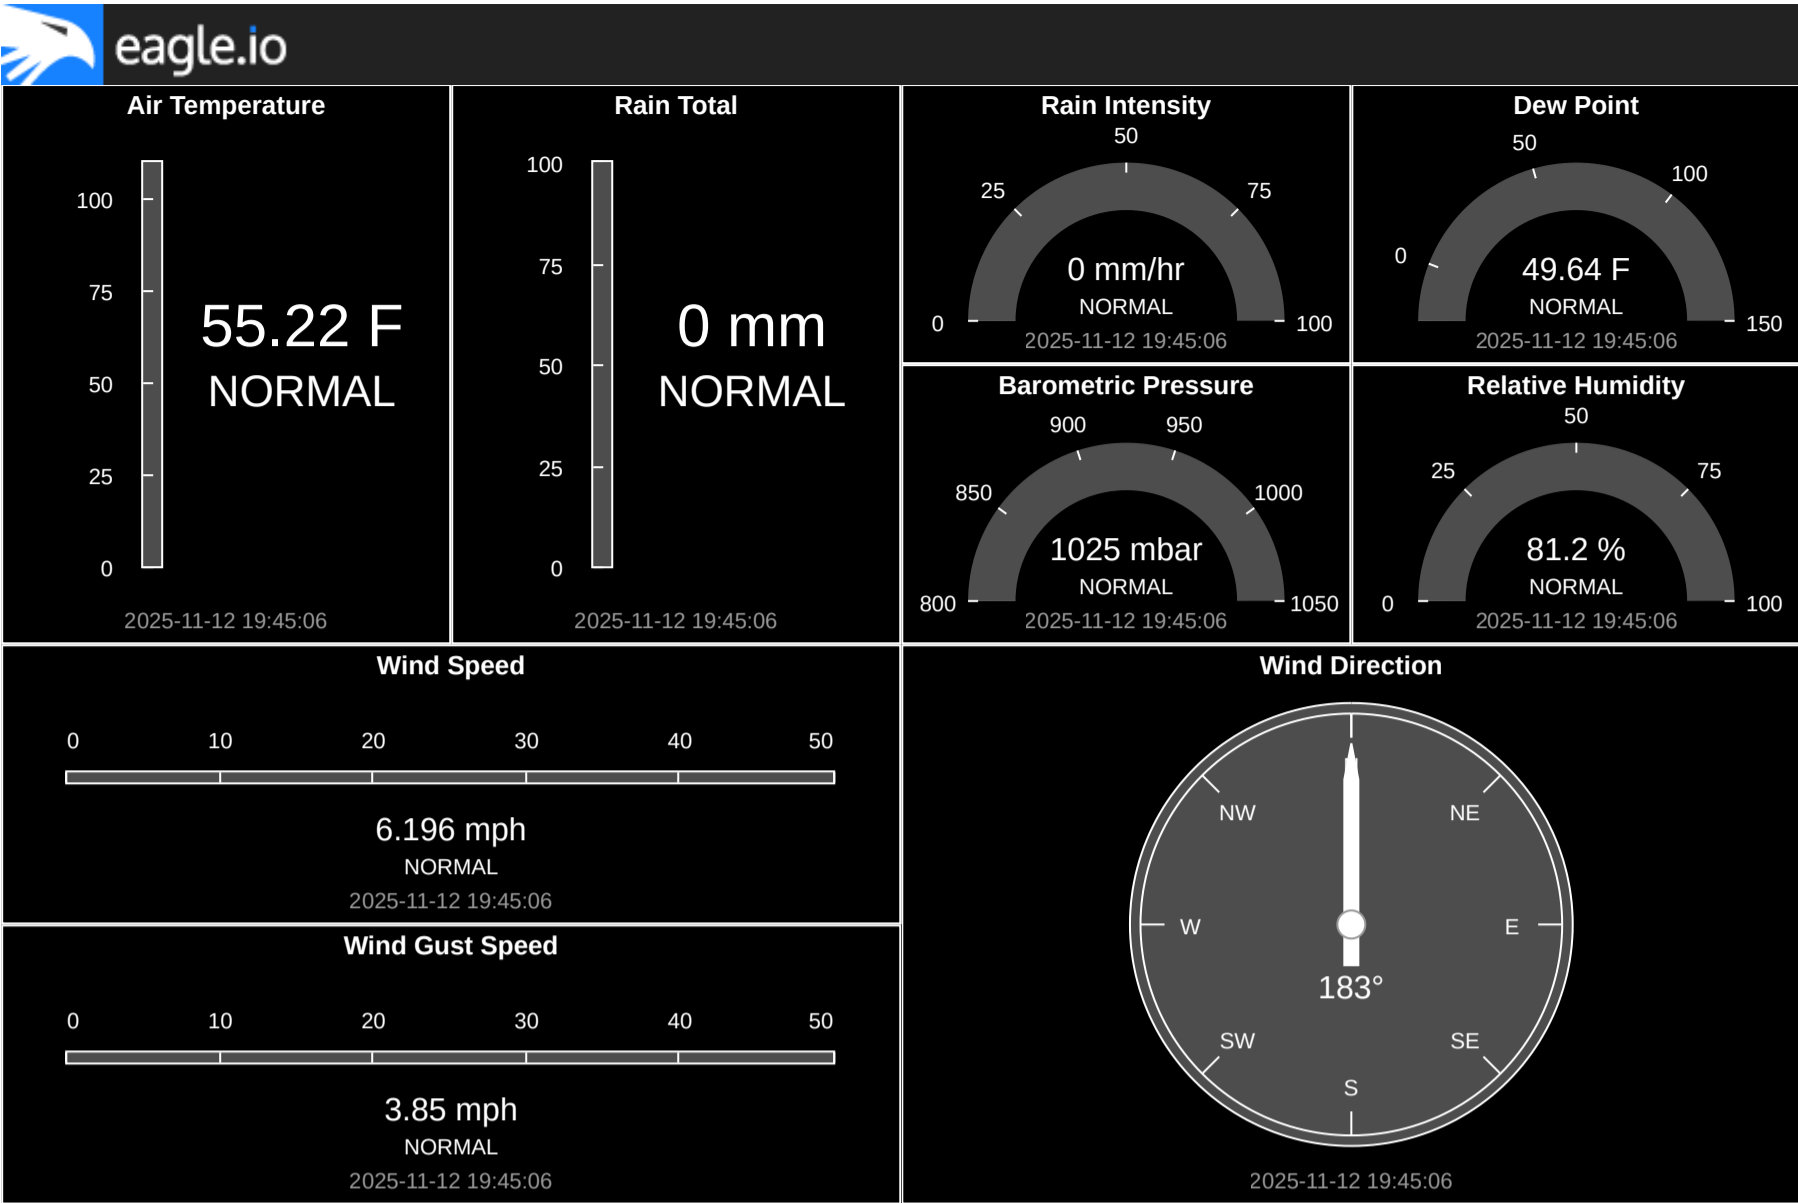 eagle.io
Air Temperature
100
75
50
25
0
55.22 F
NORMAL
2025-11-12 19:45:06
Rain Total
100
75
50
25
0
0 mm
NORMAL
2025-11-12 19:45:06
Rain Intensity
0
25
50
75
100
0 mm/hr
NORMAL
2025-11-12 19:45:06
Dew Point
0
50
100
150
49.64 F
NORMAL
2025-11-12 19:45:06
Barometric Pressure
800
850
900
950
1000
1050
1025 mbar
NORMAL
2025-11-12 19:45:06
Relative Humidity
0
25
50
75
100
81.2 %
NORMAL
2025-11-12 19:45:06
Wind Speed
0 10 20 30 40 50
6.196 mph
NORMAL
2025-11-12 19:45:06
Wind Gust Speed
0 10 20 30 40 50
3.85 mph
NORMAL
2025-11-12 19:45:06
Wind Direction
NW NE
W E
183°
SW SE
S
2025-11-12 19:45:06